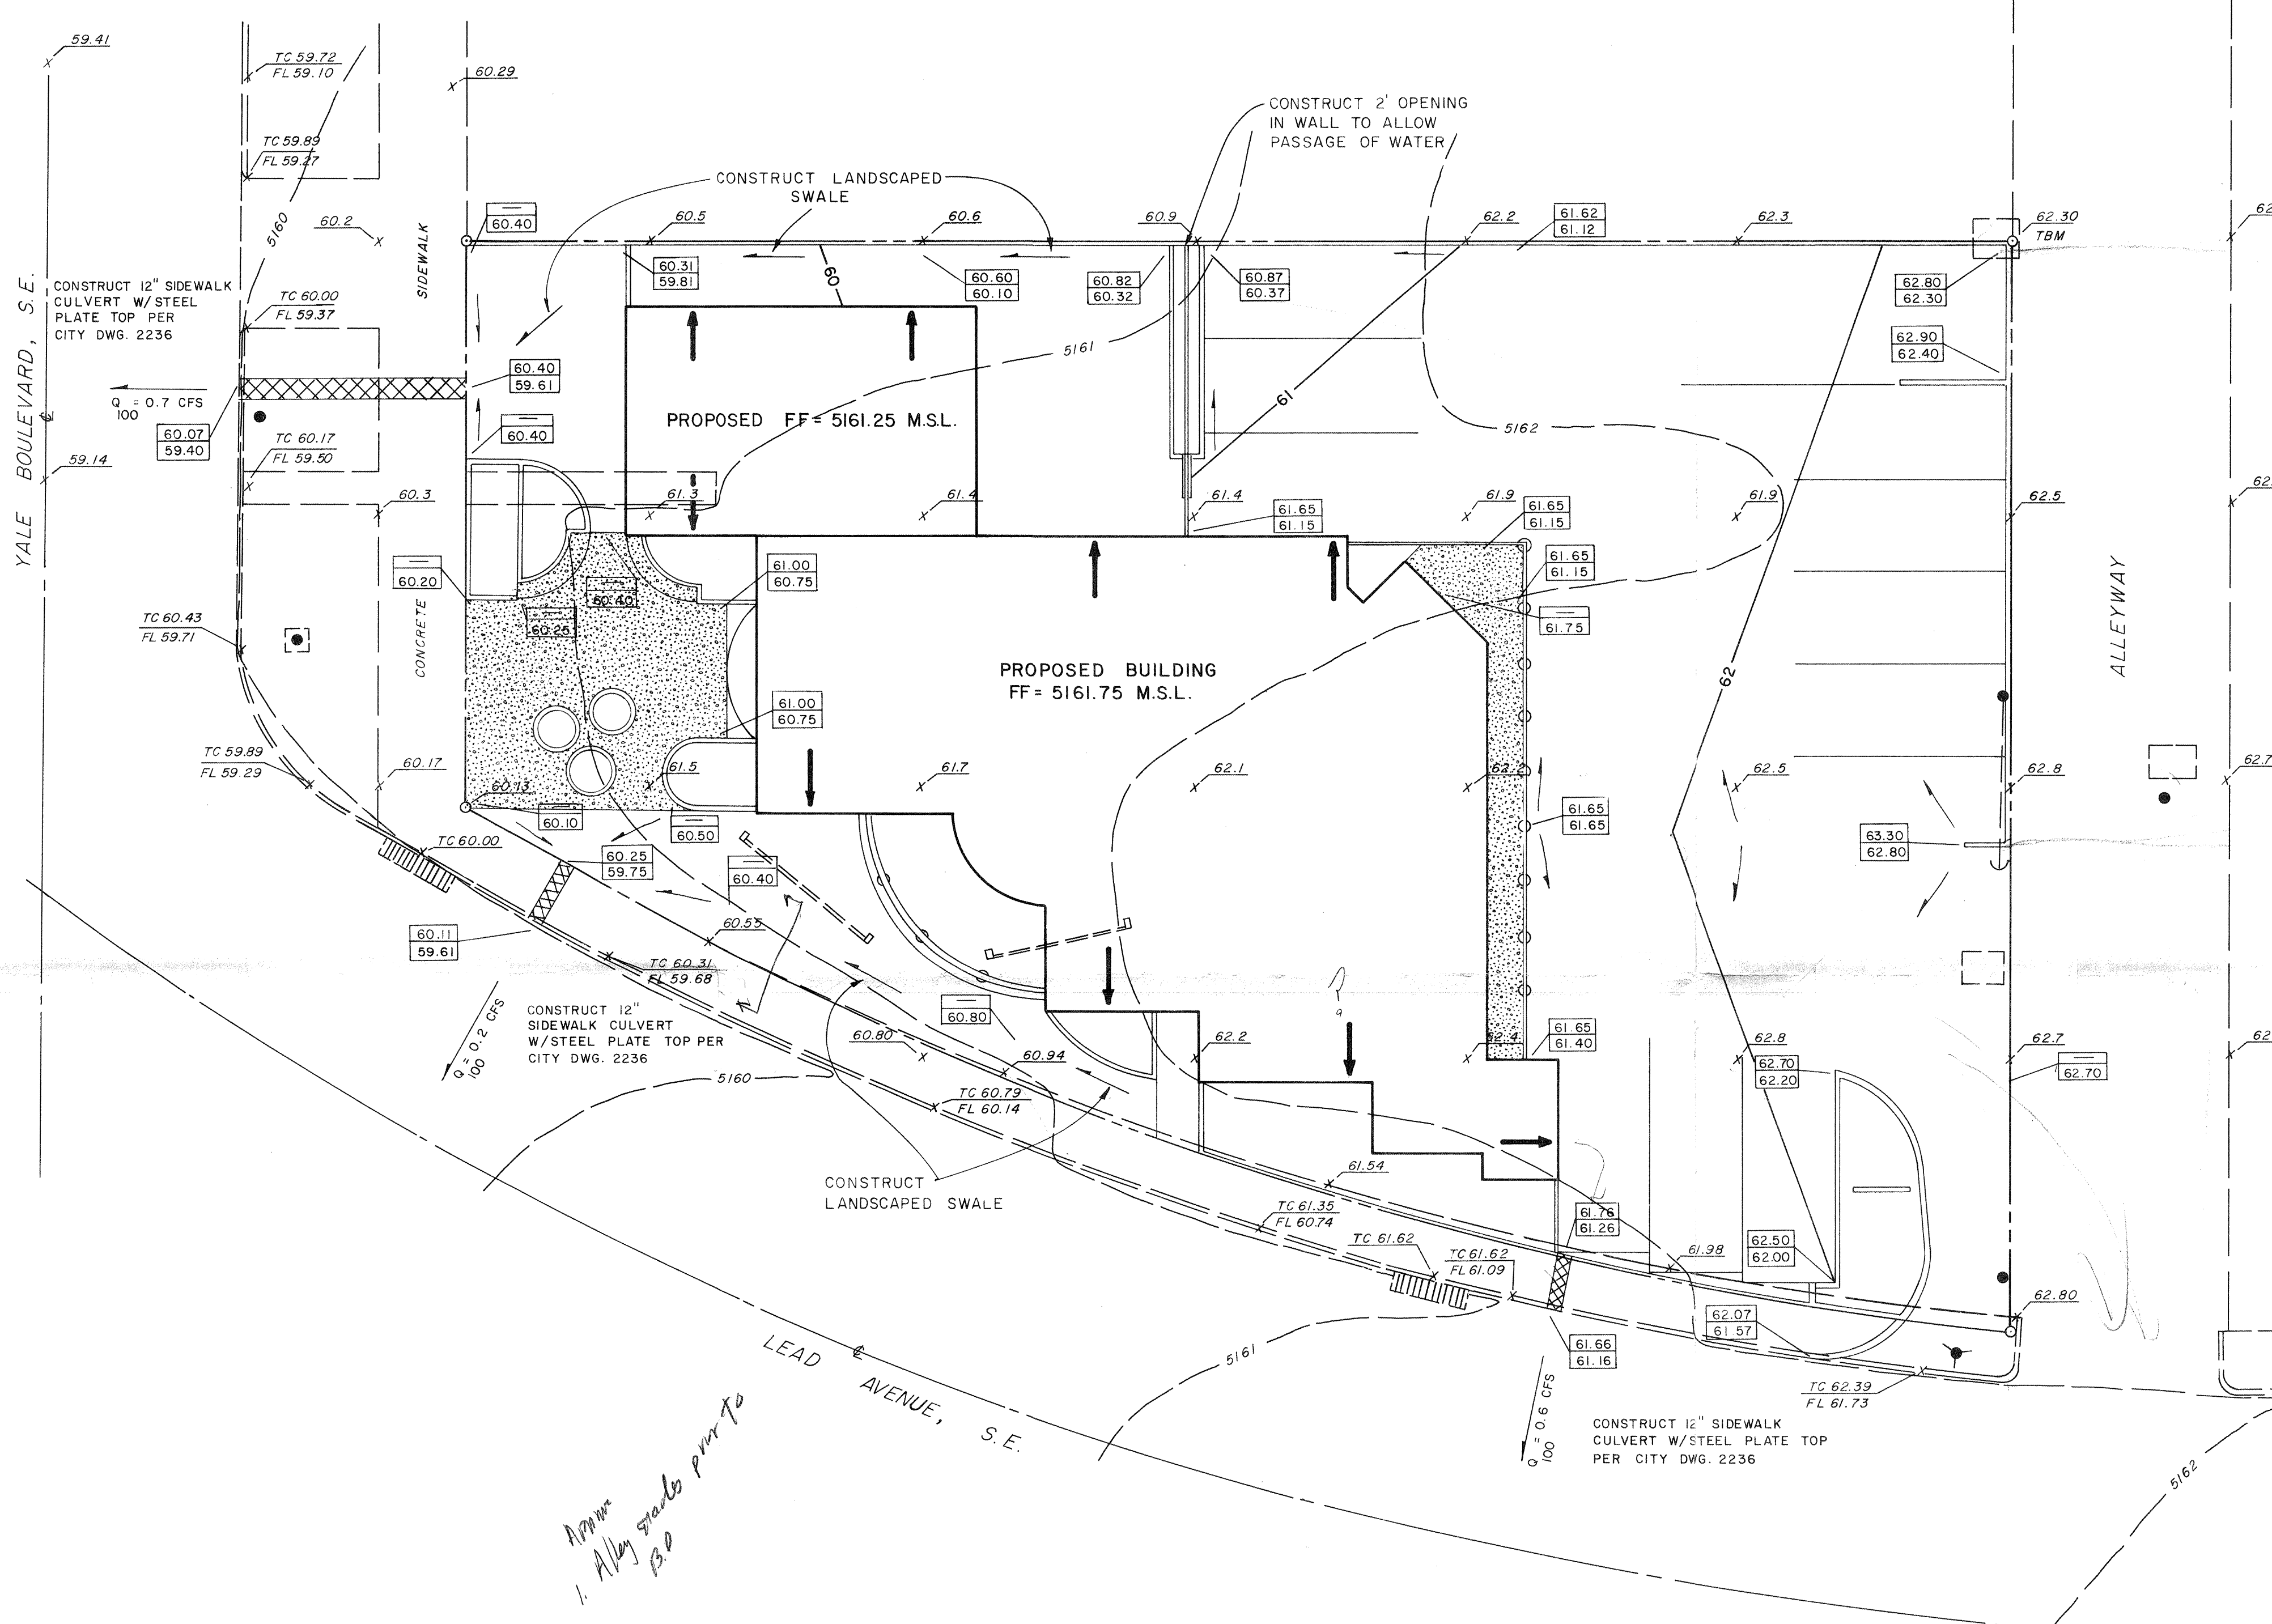 59.41
TC 59.72
FL 59.10
60.29
TC 59.89
FL 59.27
CONSTRUCT 2' OPENING
IN WALL TO ALLOW
PASSAGE OF WATER
CONSTRUCT LANDSCAPED
SWALE
5160
60.2
SIDEWALK
60.40
60.5
60.6
60.9
62.2
61.62
61.12
62.3
62.30
TBM
CONSTRUCT 12" SIDEWALK
CULVERT W/STEEL
PLATE TOP PER
CITY DWG. 2236
TC 60.00
FL 59.37
60.31
59.81
60
60.60
60.10
60.82
60.32
60.87
60.37
62.80
62.30
62.90
62.40
5161
61
5162
60.40
59.61
Q = 0.7 CFS
100
60.07
59.40
60.40
PROPOSED FF= 5161.25 M.S.L.
TC 60.17
FL 59.50
YALE BOULEVARD, S.E.
℄
59.14
60.3
61.3
61.4
61.4
61.65
61.15
61.9
61.65
61.15
61.9
62.5
60.20
60.40
60.25
61.00
60.75
61.65
61.15
61.75
CONCRETE
ALLEYWAY
TC 60.43
FL 59.71
PROPOSED BUILDING
FF= 5161.75 M.S.L.
62
61.00
60.75
TC 59.89
FL 59.29
60.17
60.13
61.5
61.7
62.1
62.5
62.8
62.7
60.10
60.50
61.65
61.65
63.30
62.80
TC 60.00
60.25
59.75
60.40
60.11
59.61
60.55
TC 60.31
FL 59.68
Q = 0.2 CFS
100
CONSTRUCT 12"
SIDEWALK CULVERT
W/STEEL PLATE TOP PER
CITY DWG. 2236
60.80
60.80
60.94
62.2
62.4
61.65
61.40
62.8
62.70
62.20
62.7
62.70
5160
TC 60.79
FL 60.14
CONSTRUCT
LANDSCAPED SWALE
61.54
TC 61.35
FL 60.74
TC 61.62
TC 61.62
FL 61.09
61.76
61.26
61.98
62.50
62.00
62.07
61.57
62.80
5161
61.66
61.16
TC 62.39
FL 61.73
LEAD ℄ AVENUE, S.E.
Q = 0.6 CFS
100
CONSTRUCT 12" SIDEWALK
CULVERT W/STEEL PLATE TOP
PER CITY DWG. 2236
5162
1. Alley grades prior to
B.P